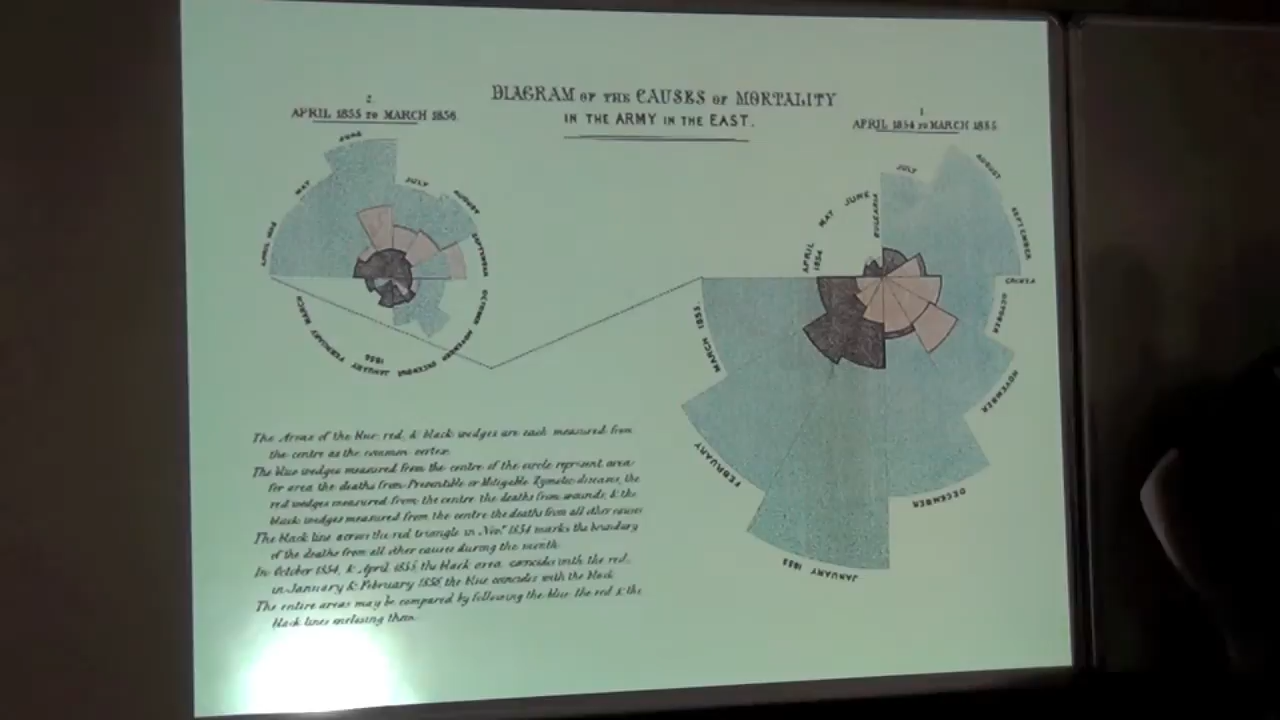 DIAGRAM OF THE CAUSES OF MORTALITY
IN THE ARMY IN THE EAST.
2.
APRIL 1855 TO MARCH 1856.
1.
APRIL 1854 TO MARCH 1855.
JUNE
MAY
JULY
AUGUST
APRIL 1855
SEPTEMBER
OCTOBER
NOVEMBER
DECEMBER
JANUARY
1856
FEBRUARY
MARCH
APRIL
1854
MAY
JUNE
BULGARIA
JULY
AUGUST
SEPTEMBER
CRIMEA
OCTOBER
NOVEMBER
DECEMBER
JANUARY
1855
FEBRUARY
MARCH 1855.
The Areas of the blue, red, & black wedges are each measured from
the centre as the common vertex.
The blue wedges measured from the centre of the circle represent area
for area the deaths from Preventible or Mitigable Zymotic diseases, the
red wedges measured from the centre the deaths from wounds, & the
black wedges measured from the centre the deaths from all other causes
The black line across the red triangle in Novr. 1854 marks the boundary
of the deaths from all other causes during the month.
In October 1854, & April 1855, the black area coincides with the red,
in January & February 1856, the blue coincides with the black.
The entire areas may be compared by following the blue, the red & the
black lines enclosing them.